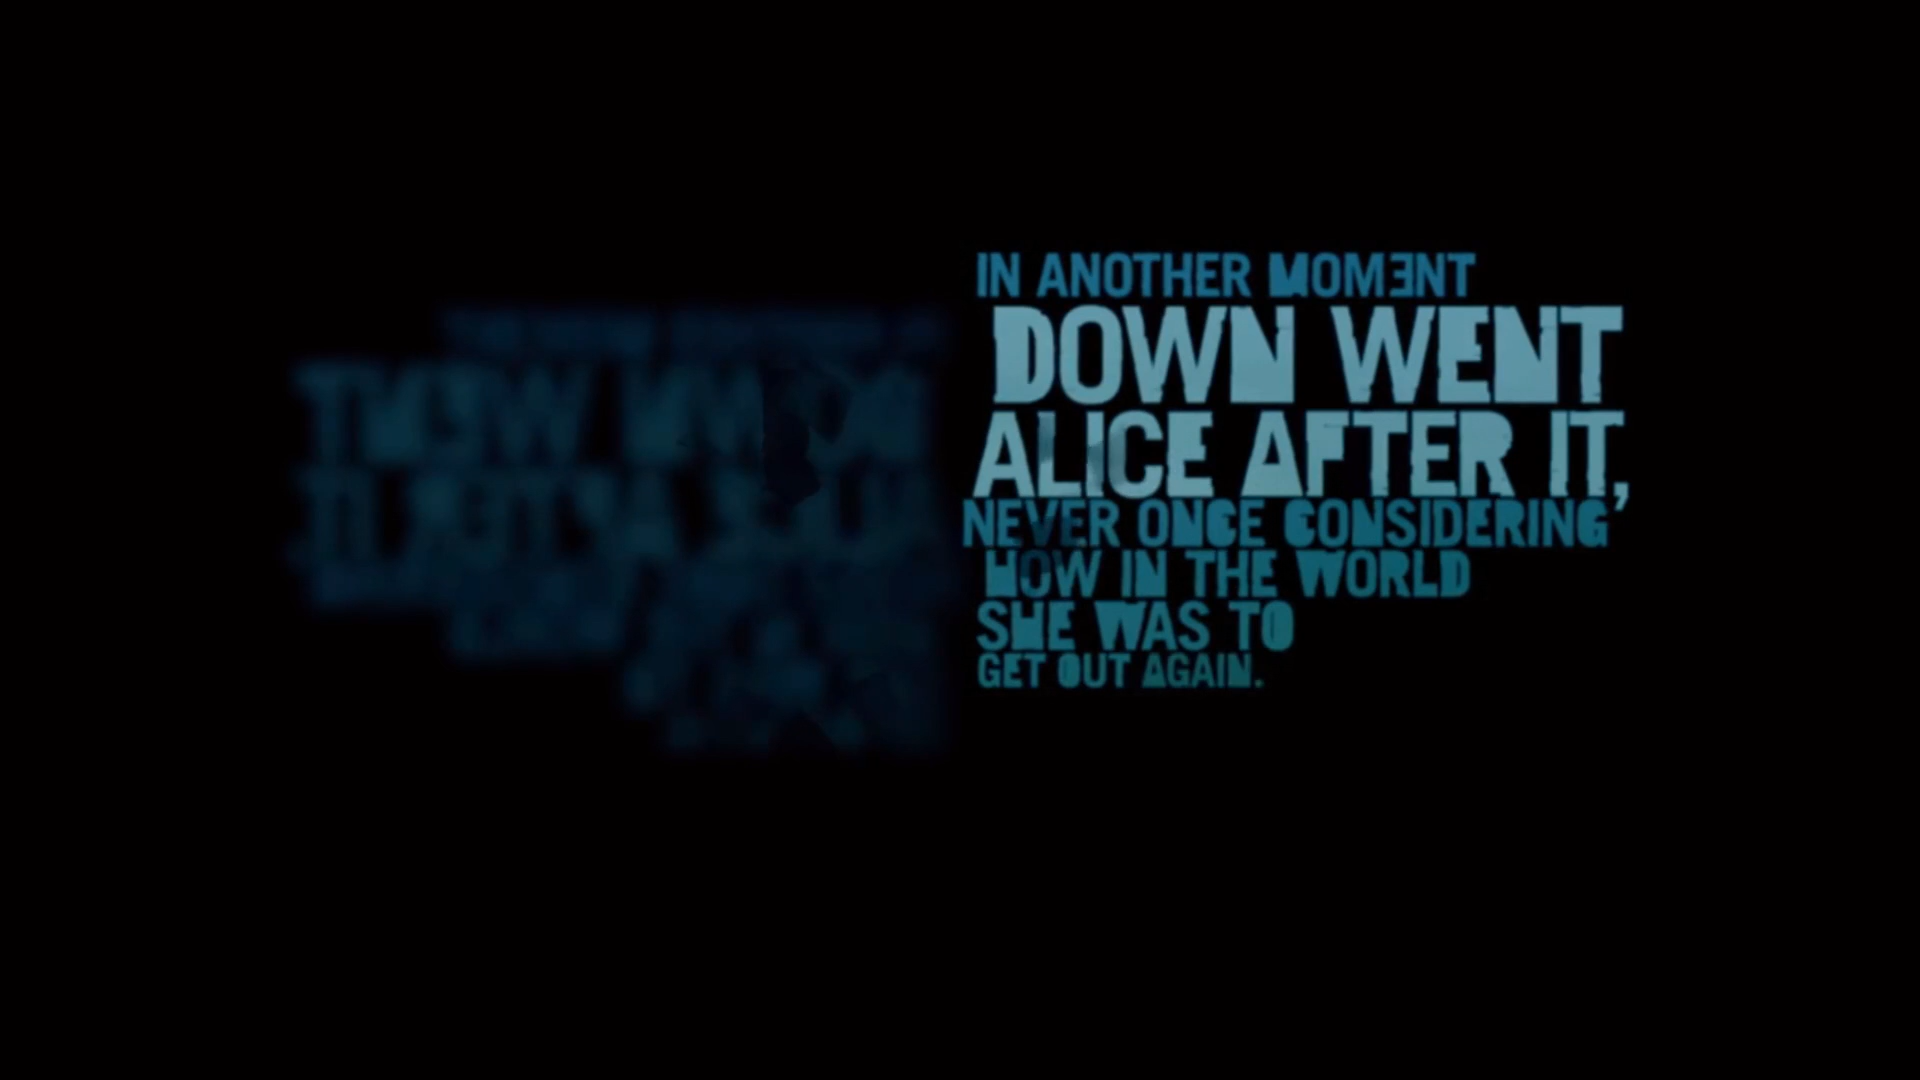 IN ANOTHER MOMENT
DOWN WENT
ALICE AFTER IT,
NEVER ONCE CONSIDERING
HOW IN THE WORLD
SHE WAS TO
GET OUT AGAIN.